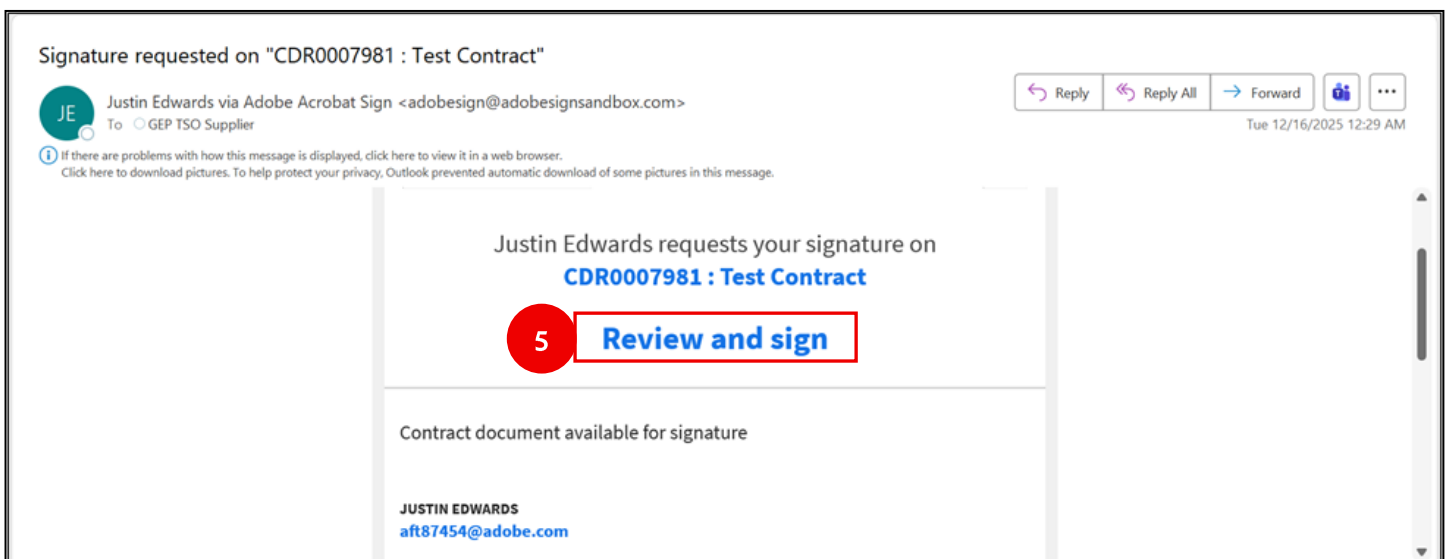 Signature requested on "CDR0007981 : Test Contract"
JE
Justin Edwards via Adobe Acrobat Sign <adobesign@adobesignsandbox.com>
To GEP TSO Supplier
Reply
Reply All
Forward
Tue 12/16/2025 12:29 AM
If there are problems with how this message is displayed, click here to view it in a web browser.
Click here to download pictures. To help protect your privacy, Outlook prevented automatic download of some pictures in this message.
Justin Edwards requests your signature on
CDR0007981 : Test Contract
5 Review and sign
Contract document available for signature
JUSTIN EDWARDS
aft87454@adobe.com